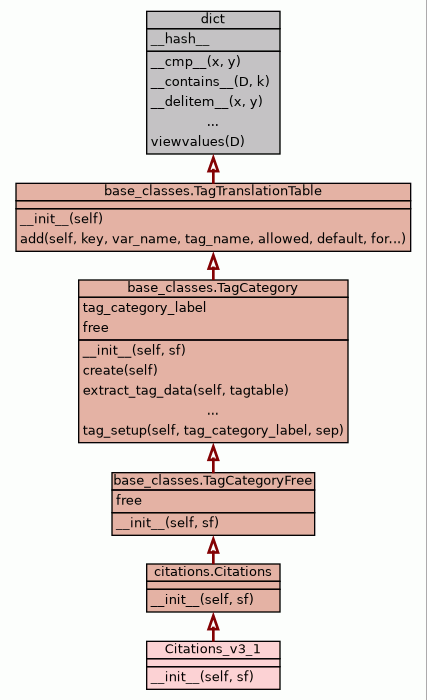 dict
__hash__
__cmp__(x, y)
__contains__(D, k)
__delitem__(x, y)
...
viewvalues(D)
base_classes.TagTranslationTable
__init__(self)
add(self, key, var_name, tag_name, allowed, default, for...)
base_classes.TagCategory
tag_category_label
free
__init__(self, sf)
create(self)
extract_tag_data(self, tagtable)
...
tag_setup(self, tag_category_label, sep)
base_classes.TagCategoryFree
free
__init__(self, sf)
citations.Citations
__init__(self, sf)
Citations_v3_1
__init__(self, sf)